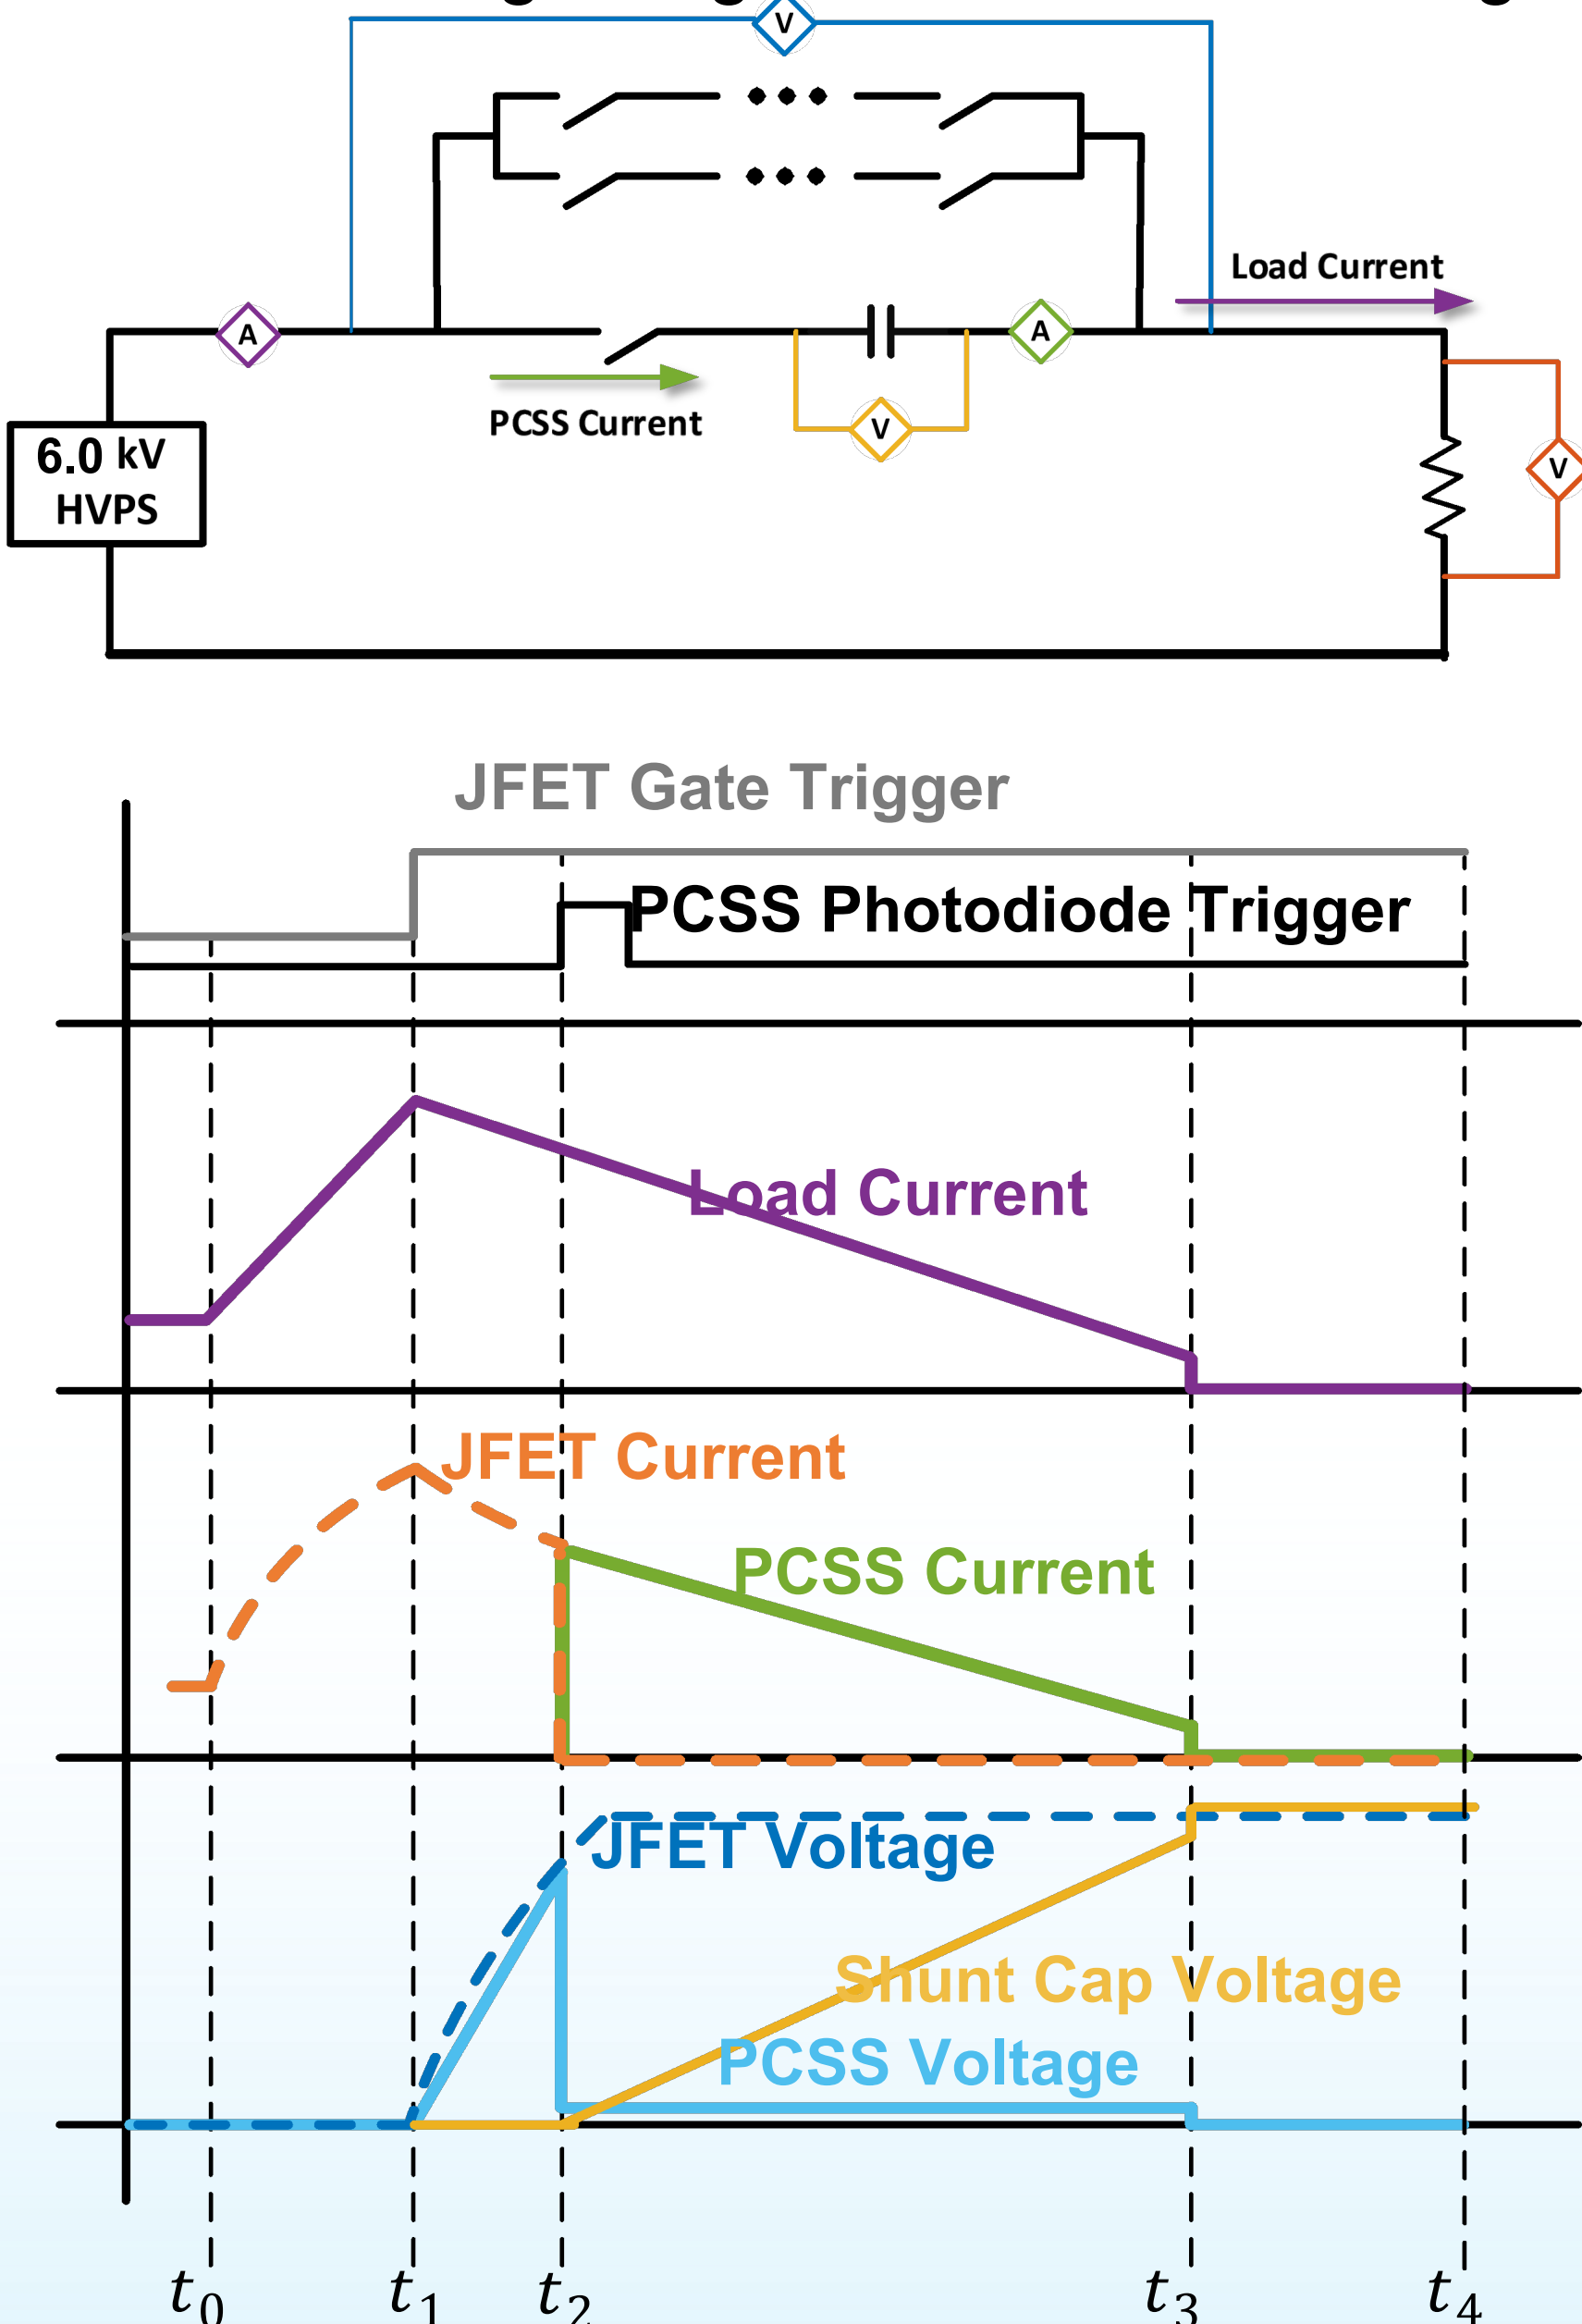 V
Load Current
A
A
PCSS Current
V
6.0 kV
HVPS
V
JFET Gate Trigger
PCSS Photodiode Trigger
Load Current
JFET Current
PCSS Current
JFET Voltage
Shunt Cap Voltage
PCSS Voltage
t0 t1 t2 t3 t4